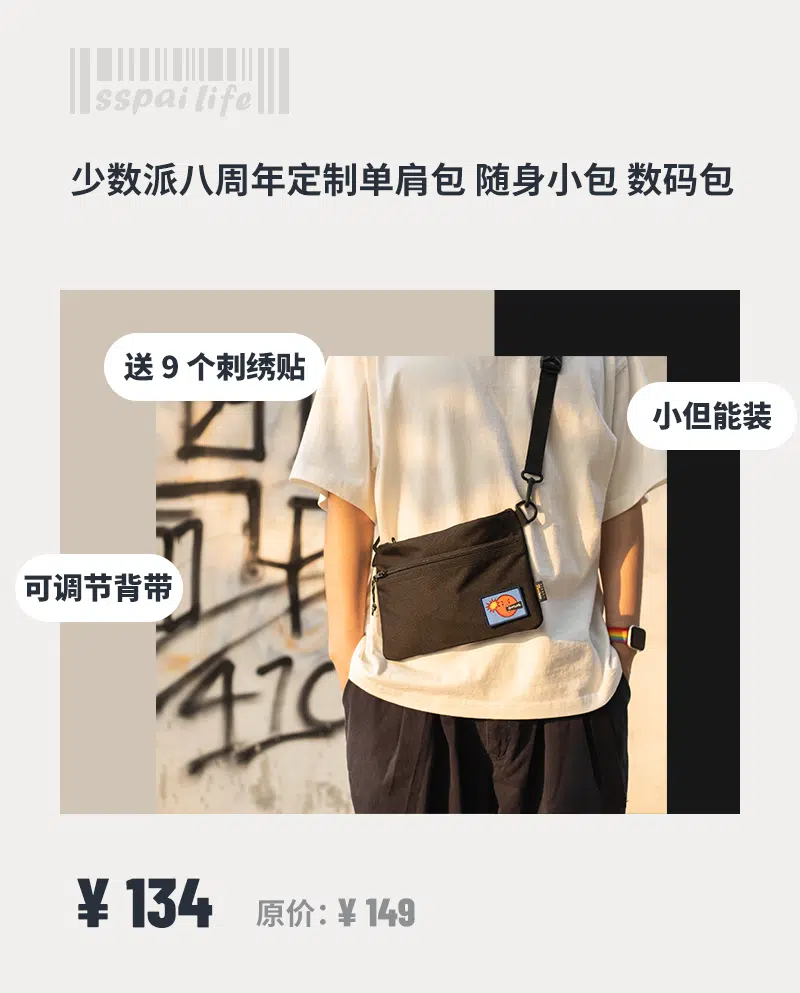 sspai life
少数派八周年定制单肩包 随身小包 数码包
送 9 个刺绣贴
小但能装
可调节背带
410
¥ 134
原价: ¥ 149